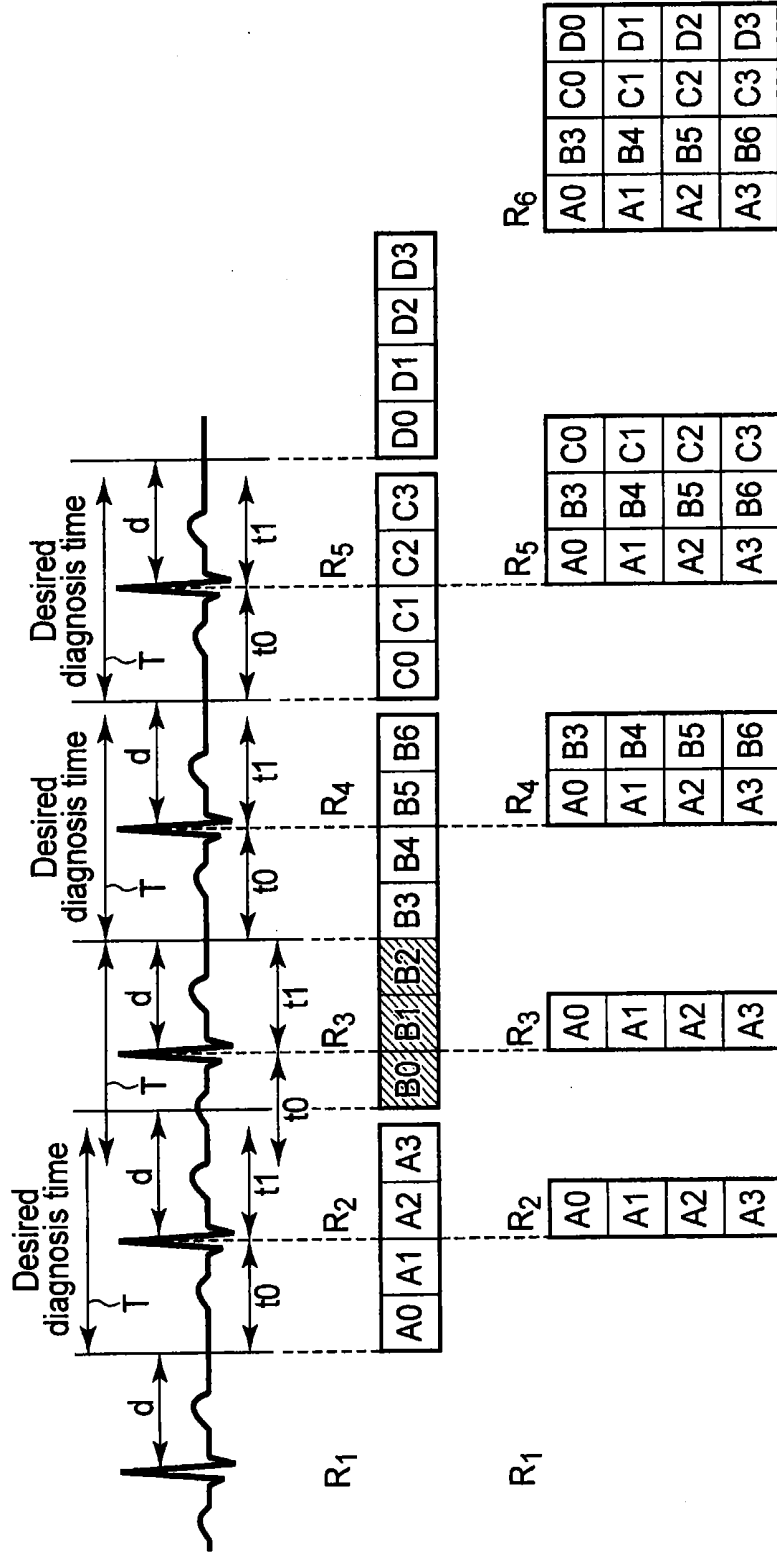 Desired
diagnosis time
Desired
diagnosis time
Desired
diagnosis time
T T T T
d d d d d
t0 t1 t0 t1 t0 t1 t0 t1
R1 R2 R3 R4 R5
A0 A1 A2 A3 B0 B1 B2 B3 B4 B5 B6 C0 C1 C2 C3 D0 D1 D2 D3
R1 R2 R3 R4 R5 R6
A0 A0 A0 B3 A0 B3 C0 A0 B3 C0 D0
A1 A1 A1 B4 A1 B4 C1 A1 B4 C1 D1
A2 A2 A2 B5 A2 B5 C2 A2 B5 C2 D2
A3 A3 A3 B6 A3 B6 C3 A3 B6 C3 D3